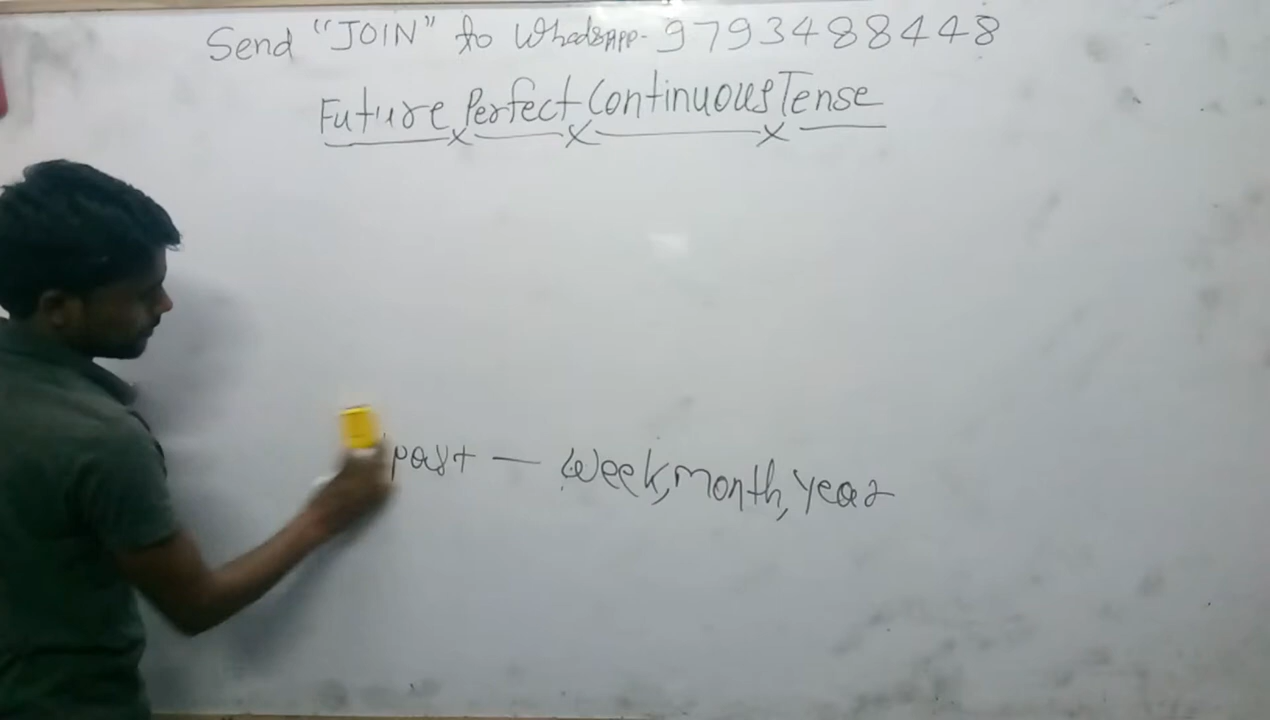 Send "JOIN" to WhatsApp- 9793488448
Future Perfect Continuous Tense
past — week, month, year